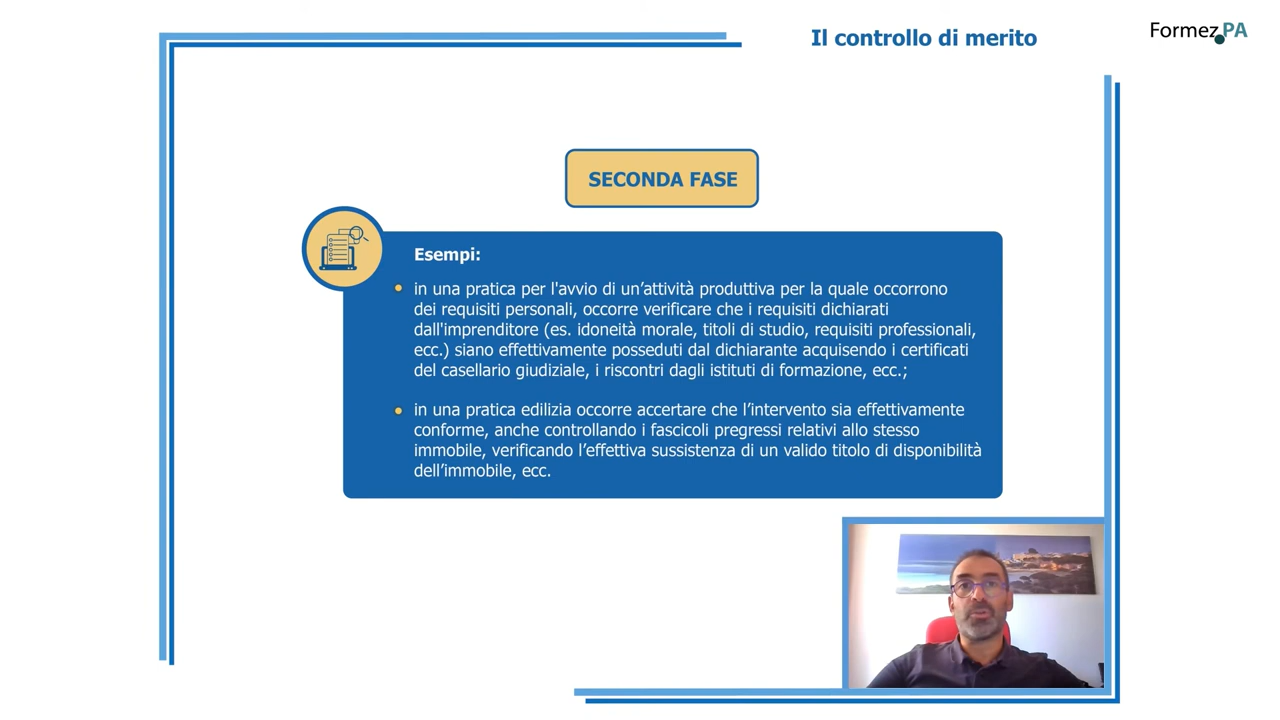 Il controllo di merito
Formez.PA
SECONDA FASE
Esempi:
in una pratica per l'avvio di un’attività produttiva per la quale occorrono
dei requisiti personali, occorre verificare che i requisiti dichiarati
dall'imprenditore (es. idoneità morale, titoli di studio, requisiti professionali,
ecc.) siano effettivamente posseduti dal dichiarante acquisendo i certificati
del casellario giudiziale, i riscontri dagli istituti di formazione, ecc.;
in una pratica edilizia occorre accertare che l’intervento sia effettivamente
conforme, anche controllando i fascicoli pregressi relativi allo stesso
immobile, verificando l’effettiva sussistenza di un valido titolo di disponibilità
dell’immobile, ecc.